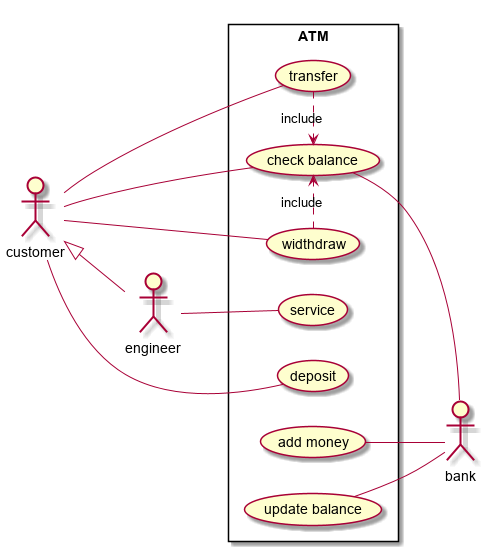 ATM
transfer
include
check balance
include
widthdraw
customer
engineer
service
deposit
add money
bank
update balance